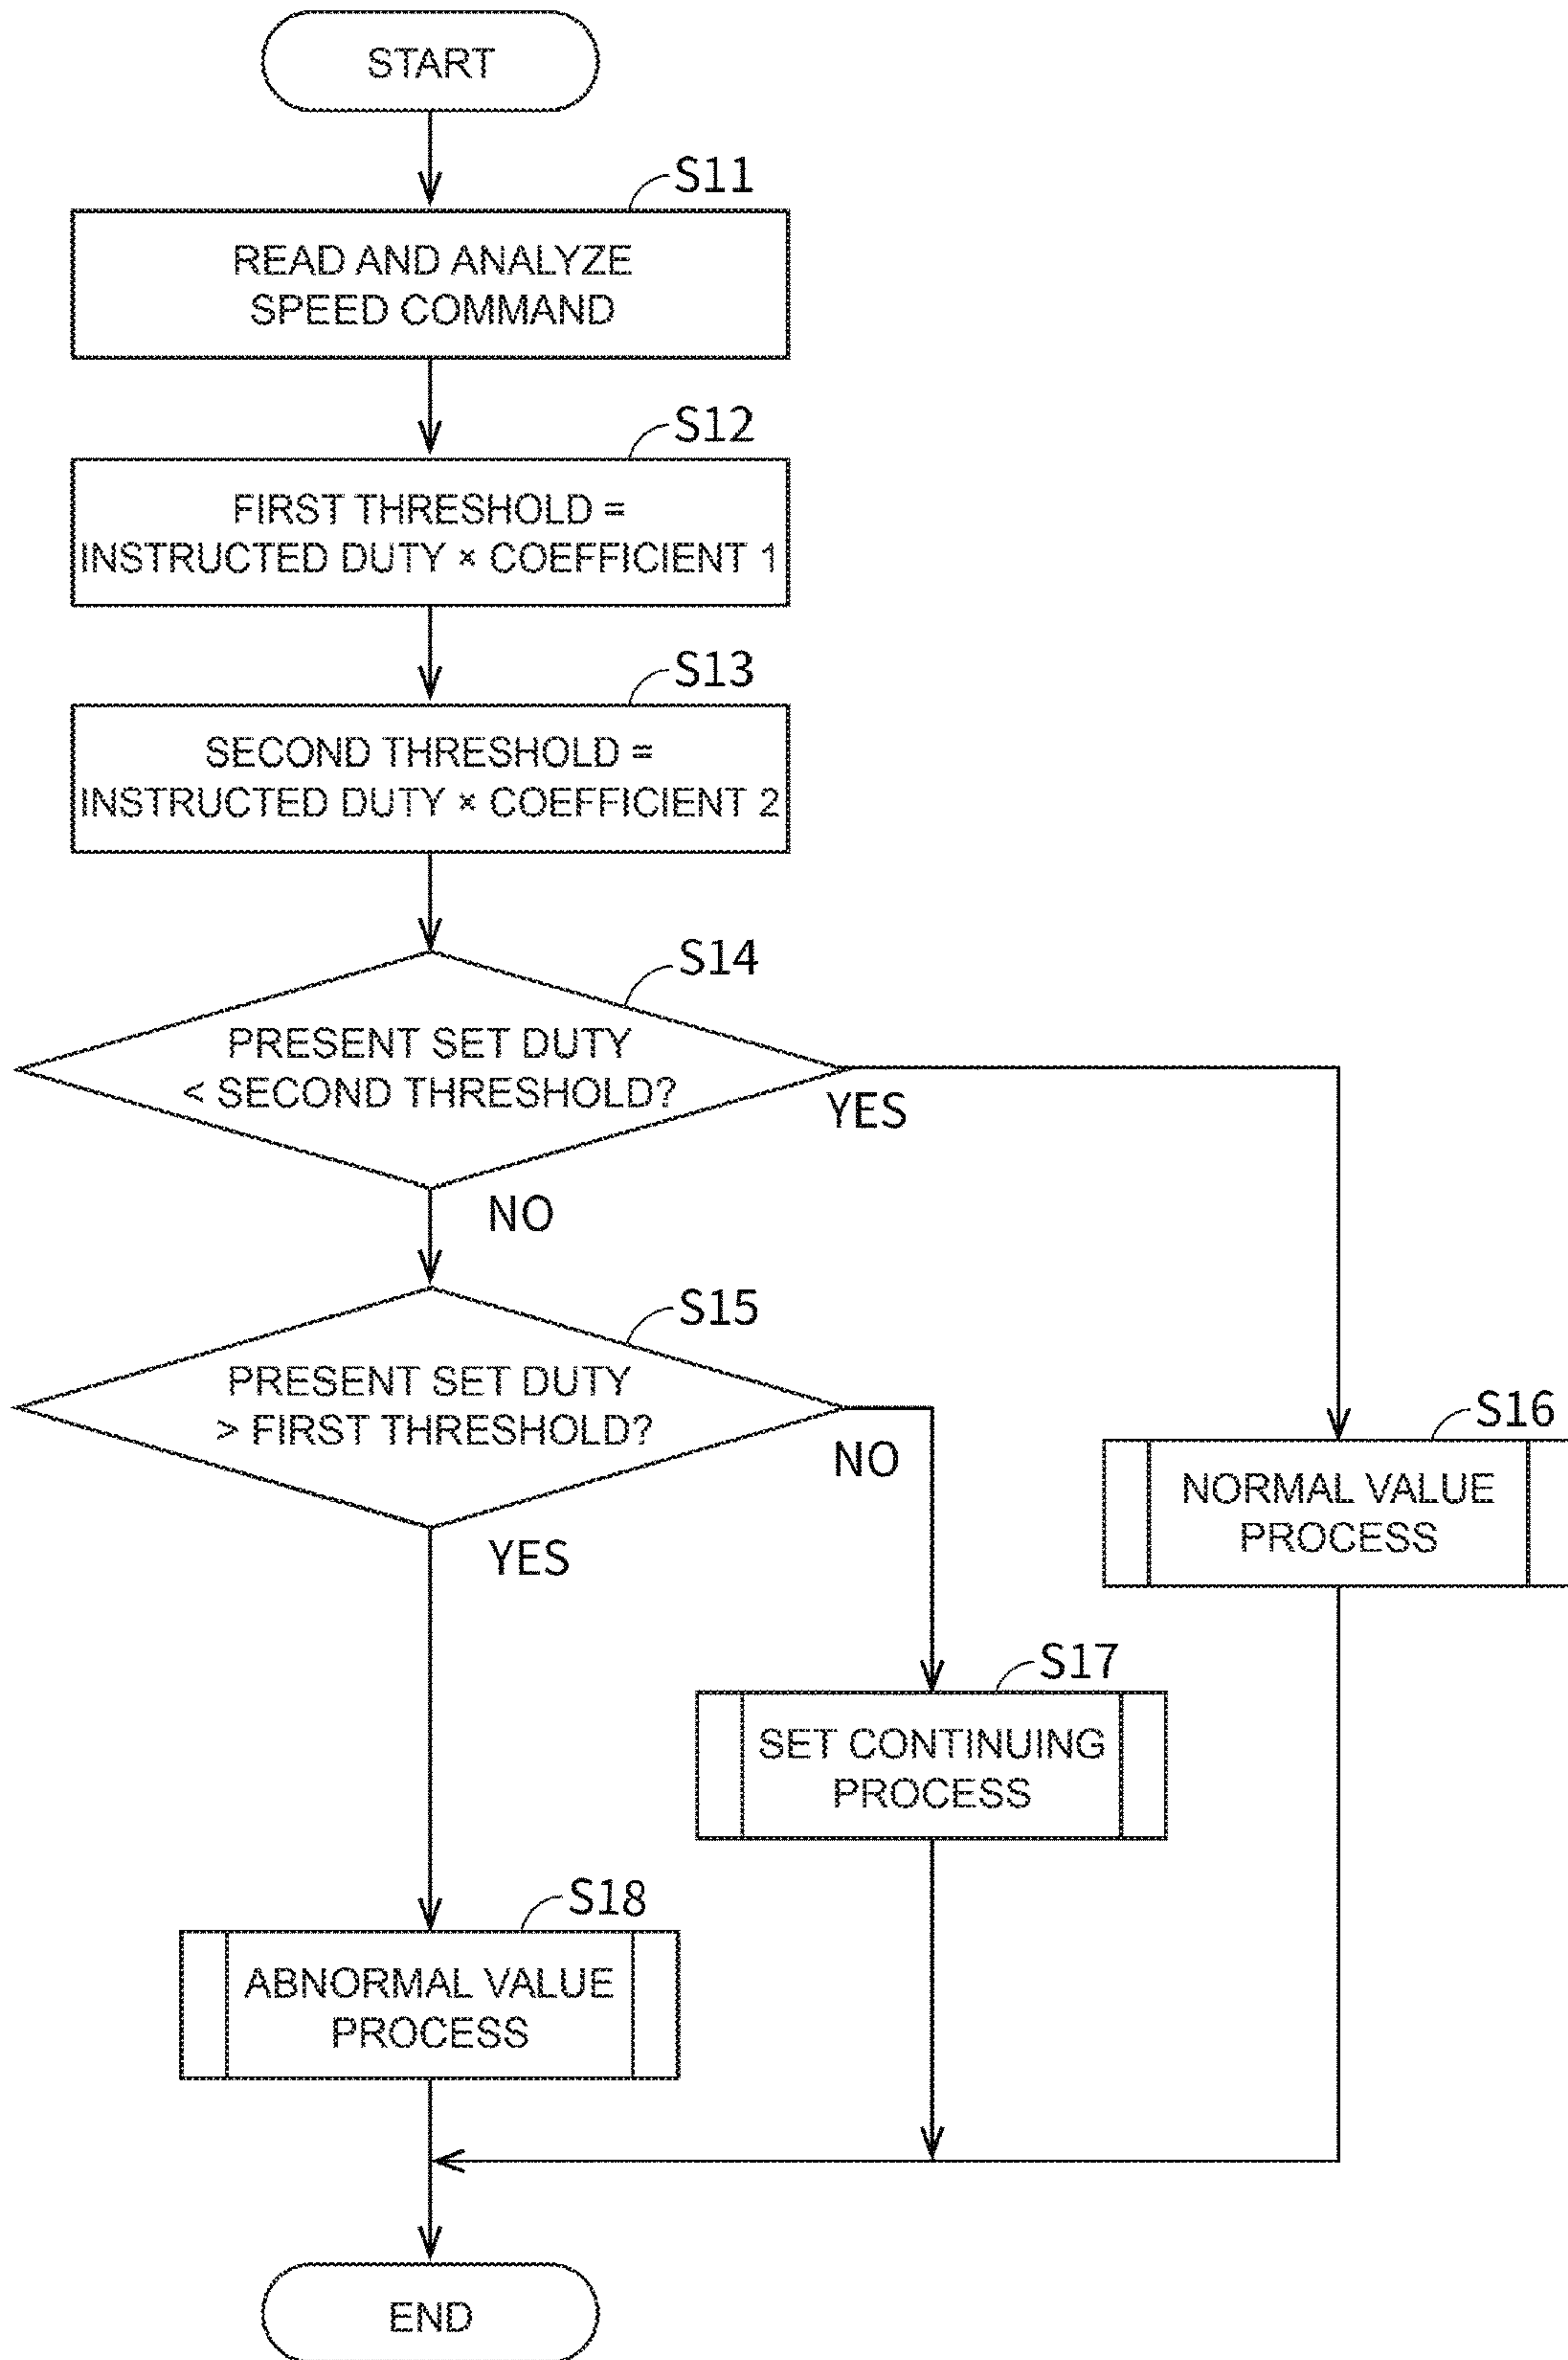 START
S11
READ AND ANALYZE
SPEED COMMAND
S12
FIRST THRESHOLD =
INSTRUCTED DUTY × COEFFICIENT 1
S13
SECOND THRESHOLD =
INSTRUCTED DUTY × COEFFICIENT 2
S14
PRESENT SET DUTY
< SECOND THRESHOLD?
YES
NO
S15
PRESENT SET DUTY
> FIRST THRESHOLD?
NO
YES
S16
NORMAL VALUE
PROCESS
S17
SET CONTINUING
PROCESS
S18
ABNORMAL VALUE
PROCESS
END